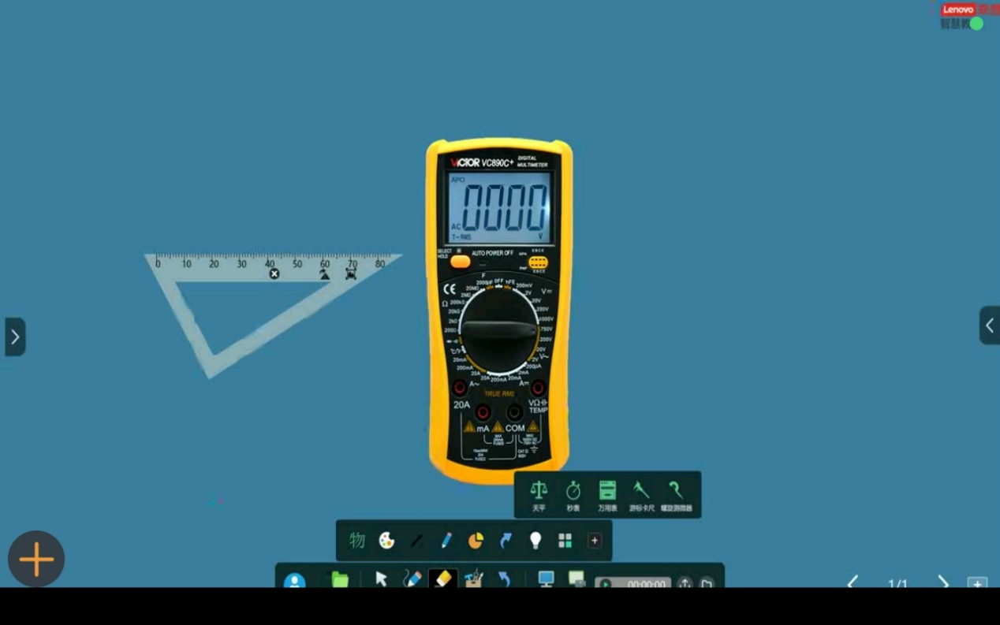 Lenovo 联想
智慧教
VICTOR VC890C+ DIGITAL MULTIMETER
APO
0000
AC
T-RMS V
SELECT
HOLD
AUTO POWER OFF
0 10 20 30 40 50 60 70 80
F
2000μF OFF hFE 200mV
20MΩ 2V V
2MΩ 20V
Ω 200kΩ 200V
20kΩ 1000V
2kΩ 750V
200Ω 200V
20V
℃/℉ 2V V~
20mA 200μA
200mA 2mA
20A 20A 200mA 20mA
A~ A
TRUE RMS
20A VΩ
TEMP
mA COM
天平 秒表 万用表 游标卡尺 螺旋测微器
物
00:00:00
1/1